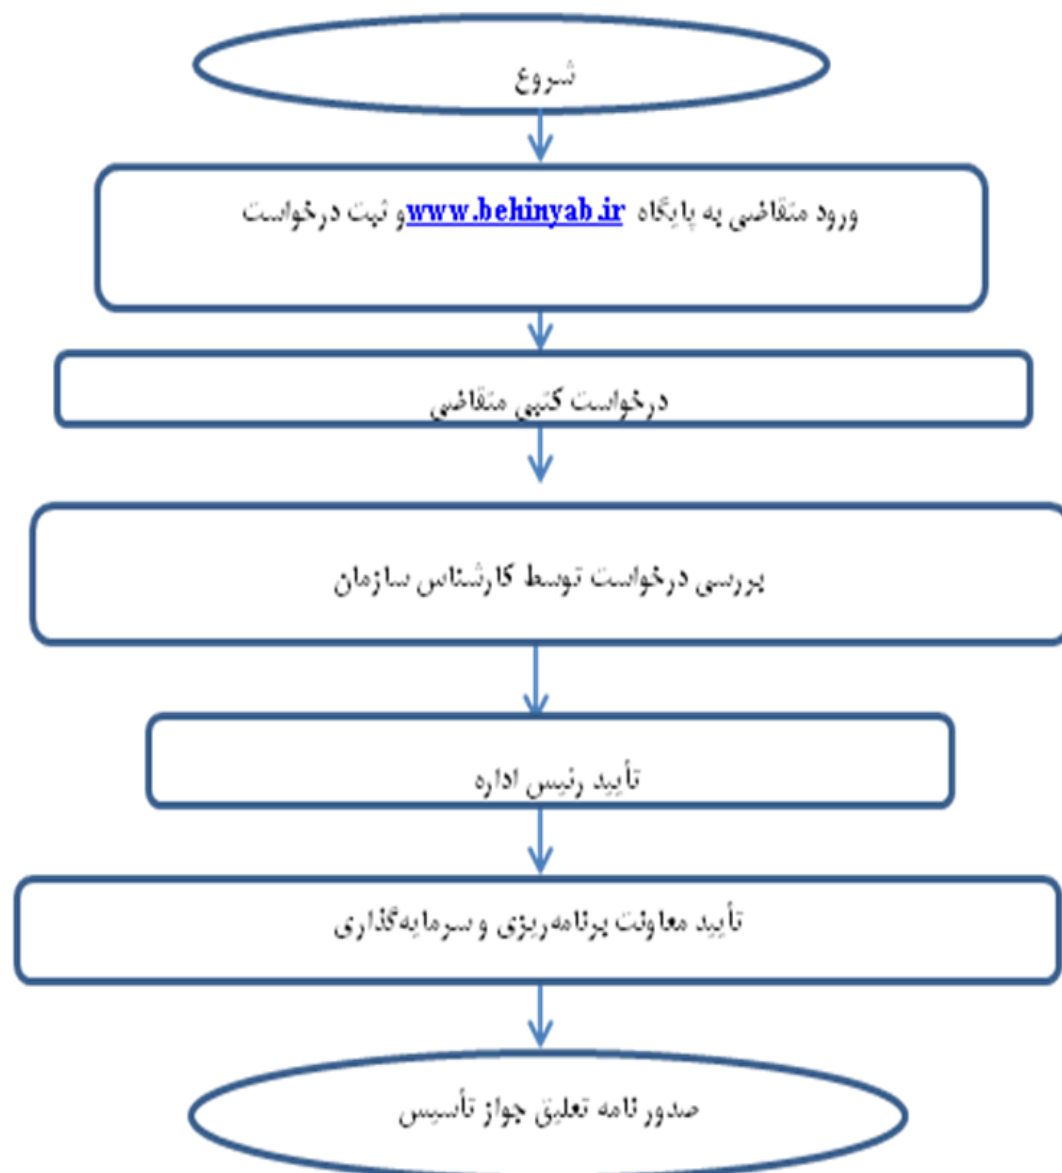 شروع
ورود متقاضی به پایگاه www.behinyab.ir و ثبت درخواست
درخواست کتبی متقاضی
بررسی درخواست توسط کارشناس سازمان
تأیید رئیس اداره
تأیید معاونت برنامه‌ریزی و سرمایه‌گذاری
صدور نامه تعلیق جواز تأسیس